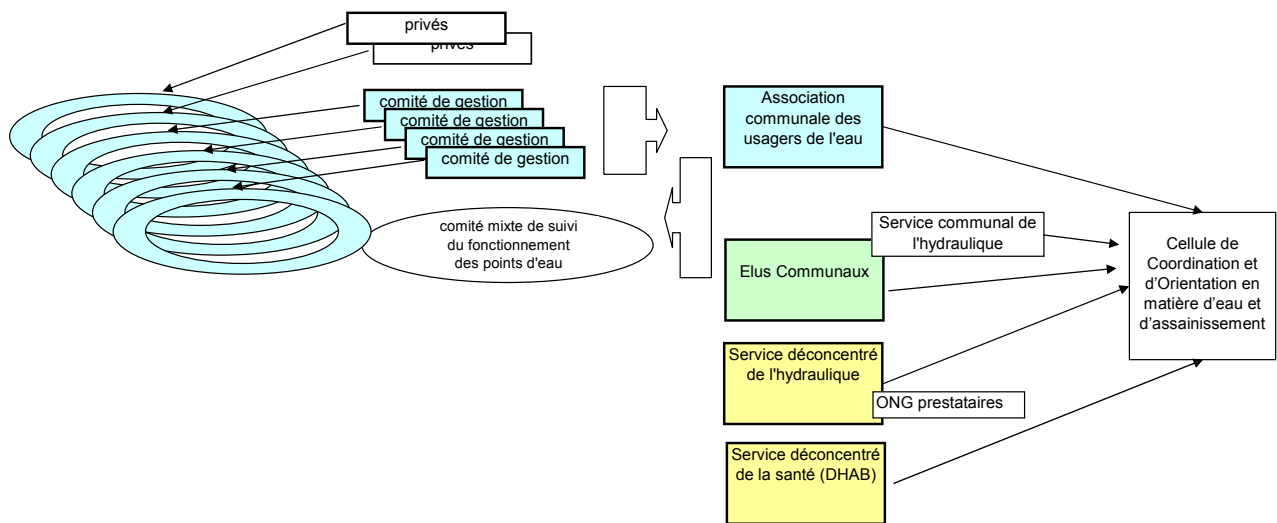 privés
privés
comité de gestion
comité de gestion
comité de gestion
comité de gestion
comité mixte de suivi
du fonctionnement
des points d'eau
Association
communale des
usagers de l'eau
Service communal de
l'hydraulique
Elus Communaux
Service déconcentré
de l'hydraulique
ONG prestataires
Service déconcentré
de la santé (DHAB)
Cellule de
Coordination et
d'Orientation en
matière d'eau et
d'assainissement